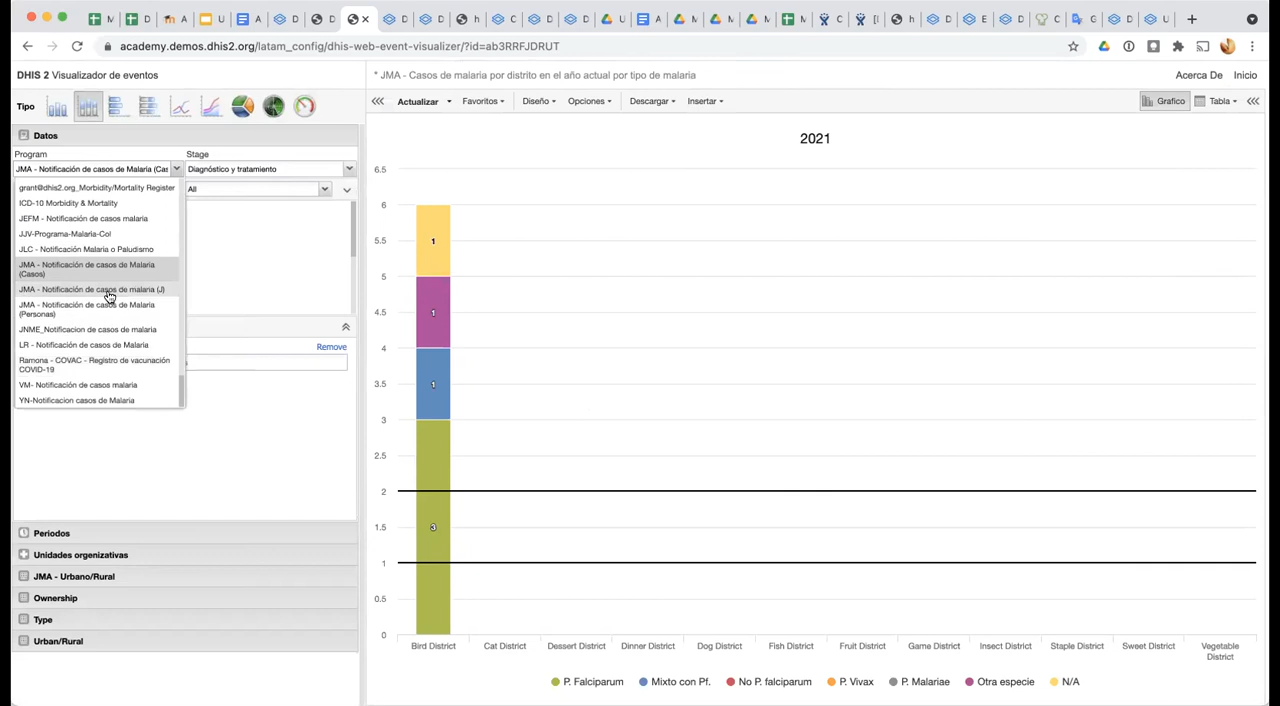 academy.demos.dhis2.org/latam_config/dhis-web-event-visualizer/?id=ab3RRFJDRUT
DHIS 2 Visualizador de eventos
* JMA - Casos de malaria por distrito en el año actual por tipo de malaria
Acerca De
Inicio
Tipo
Actualizar
Favoritos
Diseño
Opciones
Descargar
Insertar
Grafico
Tabla
Datos
Program
Stage
JMA - Notificación de casos de Malaria (Cas
Diagnóstico y tratamiento
All
grant@dhis2.org_Morbidity/Mortality Register
ICD-10 Morbidity & Mortality
JEFM - Notificación de casos malaria
JJV-Programa-Malaria-Col
JLC - Notificación Malaria o Paludismo
JMA - Notificación de casos de Malaria
(Casos)
JMA - Notificación de casos de malaria (J)
JMA - Notificación de casos de Malaria
(Personas)
JNME_Notificacion de casos de malaria
LR - Notificación de casos de Malaria
Ramona - COVAC - Registro de vacunación
COVID-19
VM- Notificación de casos malaria
YN-Notificacion casos de Malaria
Remove
Periodos
Unidades organizativas
JMA - Urbano/Rural
Ownership
Type
Urban/Rural
2021
6.5
6
5.5
5
4.5
4
3.5
3
2.5
2
1.5
1
0.5
0
1
1
1
3
Bird District
Cat District
Dessert District
Dinner District
Dog District
Fish District
Fruit District
Game District
Insect District
Staple District
Sweet District
Vegetable
District
P. Falciparum
Mixto con Pf.
No P. falciparum
P. Vivax
P. Malariae
Otra especie
N/A